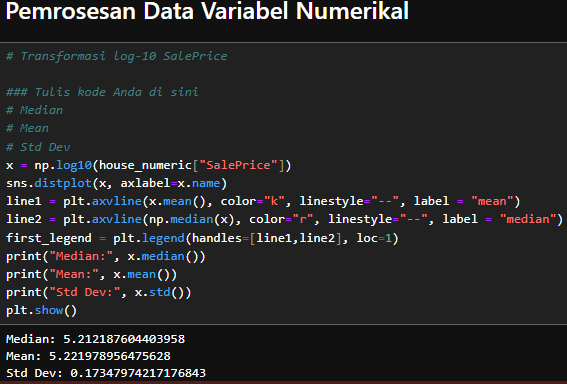 Pemrosesan Data Variabel Numerikal
# Transformasi log-10 SalePrice
### Tulis kode Anda di sini
# Median
# Mean
# Std Dev
x = np.log10(house_numeric["SalePrice"])
sns.distplot(x, axlabel=x.name)
line1 = plt.axvline(x.mean(), color="k", linestyle="--", label = "mean")
line2 = plt.axvline(np.median(x), color="r", linestyle="--", label = "median")
first_legend = plt.legend(handles=[line1,line2], loc=1)
print("Median:", x.median())
print("Mean:", x.mean())
print("Std Dev:", x.std())
plt.show()
Median: 5.212187604403958
Mean: 5.221978956475628
Std Dev: 0.17347974217176843